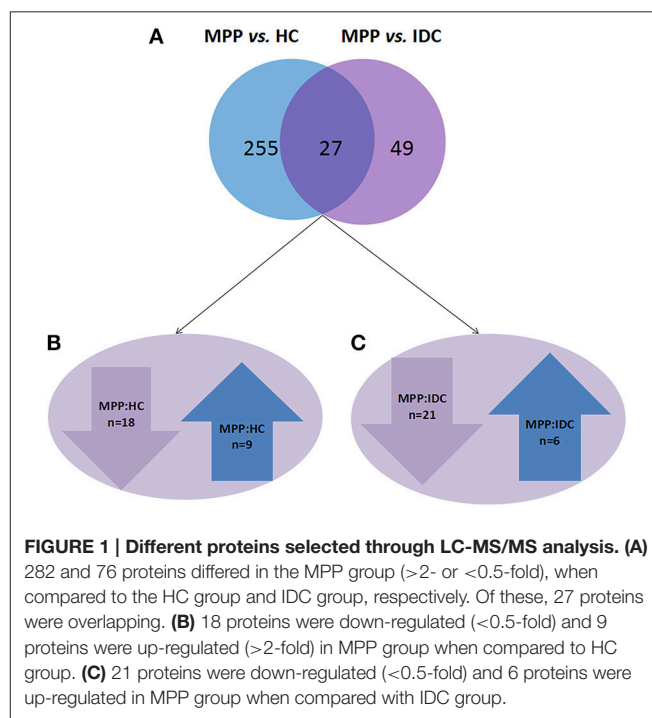 A
MPP vs. HC MPP vs. IDC
255 27 49
B
MPP:HC
n=18
MPP:HC
n=9
C
MPP:IDC
n=21
MPP:IDC
n=6
FIGURE 1 | Different proteins selected through LC-MS/MS analysis. (A)
282 and 76 proteins differed in the MPP group (>2- or <0.5-fold), when
compared to the HC group and IDC group, respectively. Of these, 27 proteins
were overlapping. (B) 18 proteins were down-regulated (<0.5-fold) and 9
proteins were up-regulated (>2-fold) in MPP group when compared to HC
group. (C) 21 proteins were down-regulated (<0.5-fold) and 6 proteins were
up-regulated in MPP group when compared with IDC group.